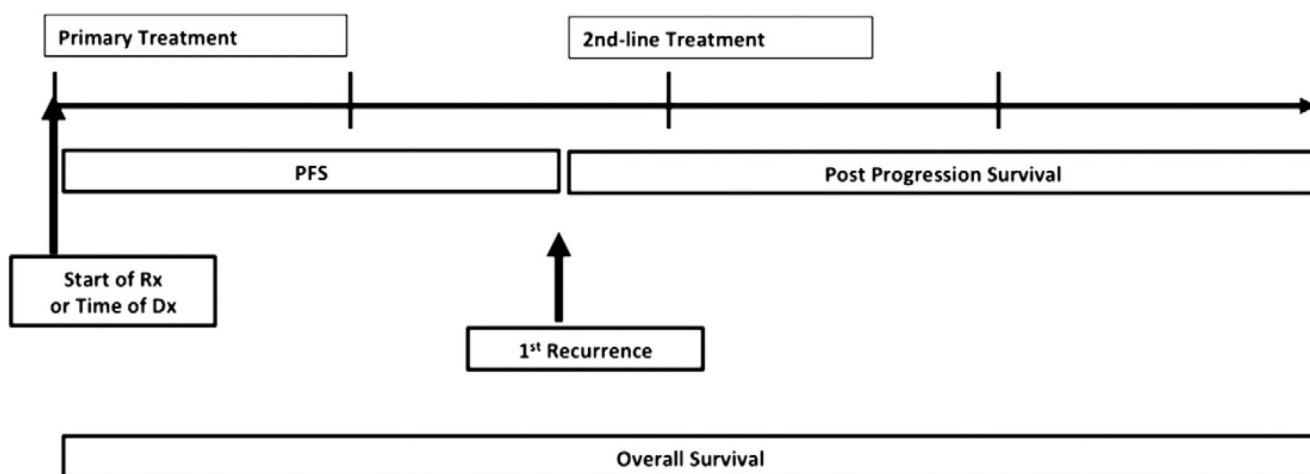 Primary Treatment
2nd-line Treatment
PFS
Post Progression Survival
Start of Rx
or Time of Dx
1st Recurrence
Overall Survival